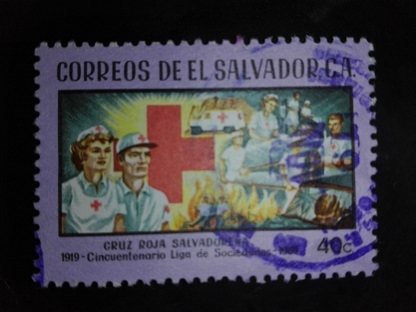 CORREOS DE EL SALVADOR.C.A.
CRUZ ROJA SALVADOREÑA
1919 - Cincuentenario Liga de Sociedades
40c